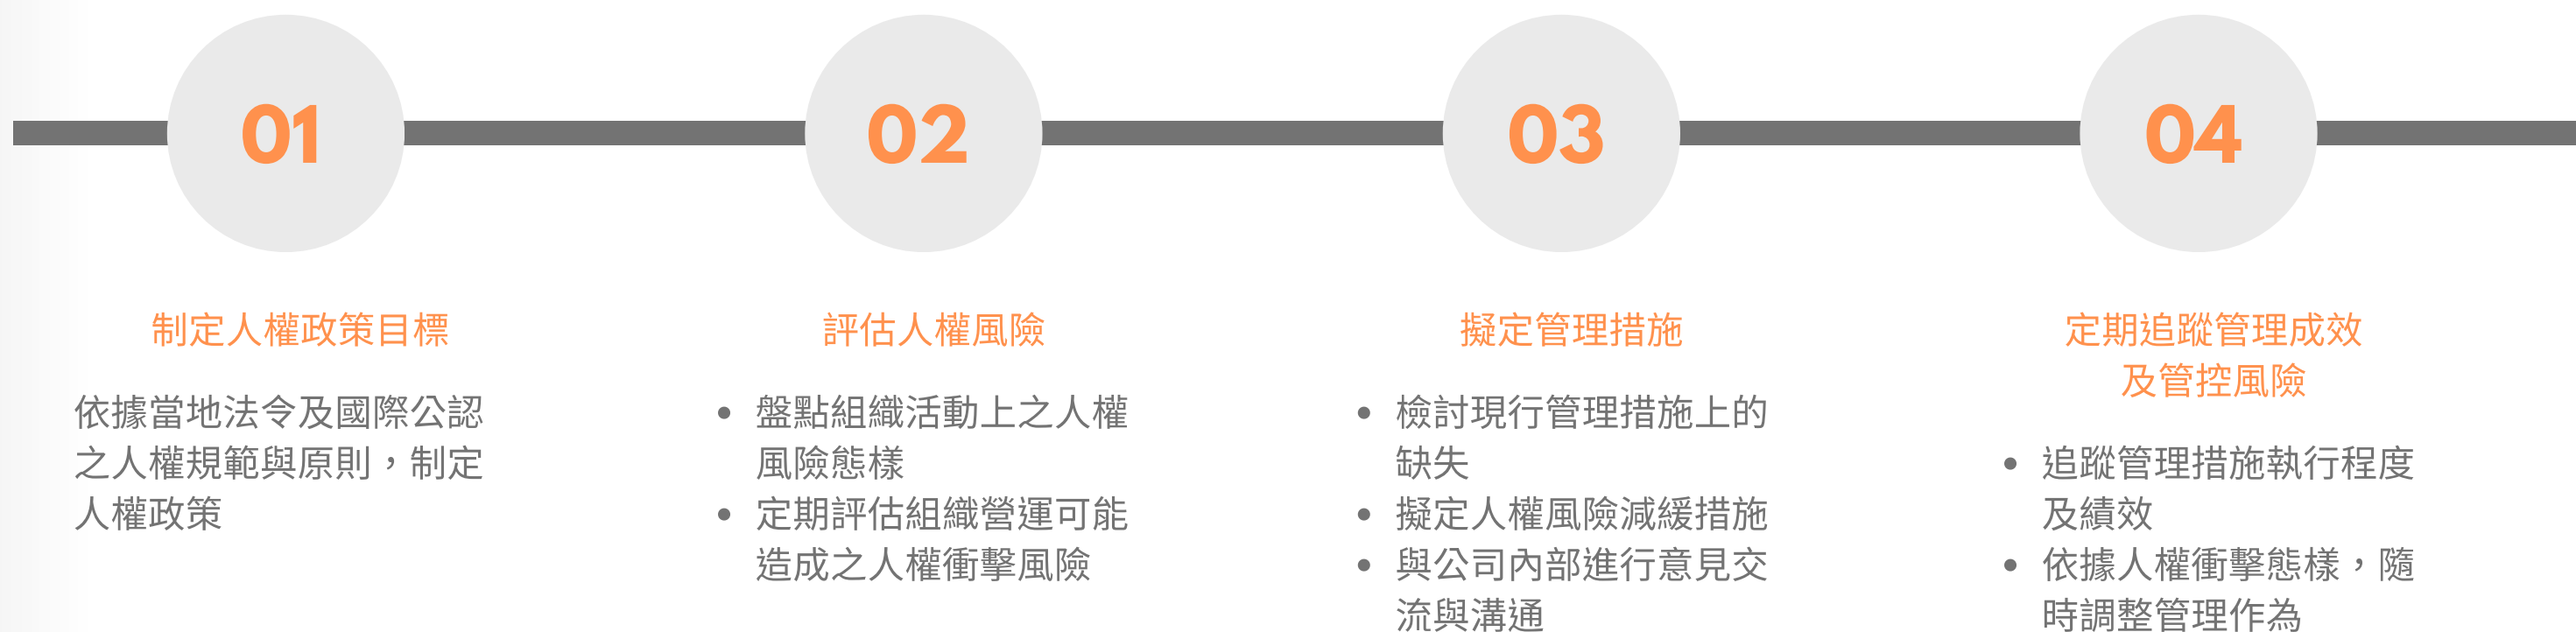 01
制定人權政策目標
依據當地法令及國際公認
之人權規範與原則，制定
人權政策
02
評估人權風險
• 盤點組織活動上之人權
風險態樣
• 定期評估組織營運可能
造成之人權衝擊風險
03
擬定管理措施
• 檢討現行管理措施上的
缺失
• 擬定人權風險減緩措施
• 與公司內部進行意見交
流與溝通
04
定期追蹤管理成效
及管控風險
• 追蹤管理措施執行程度
及績效
• 依據人權衝擊態樣，隨
時調整管理作為